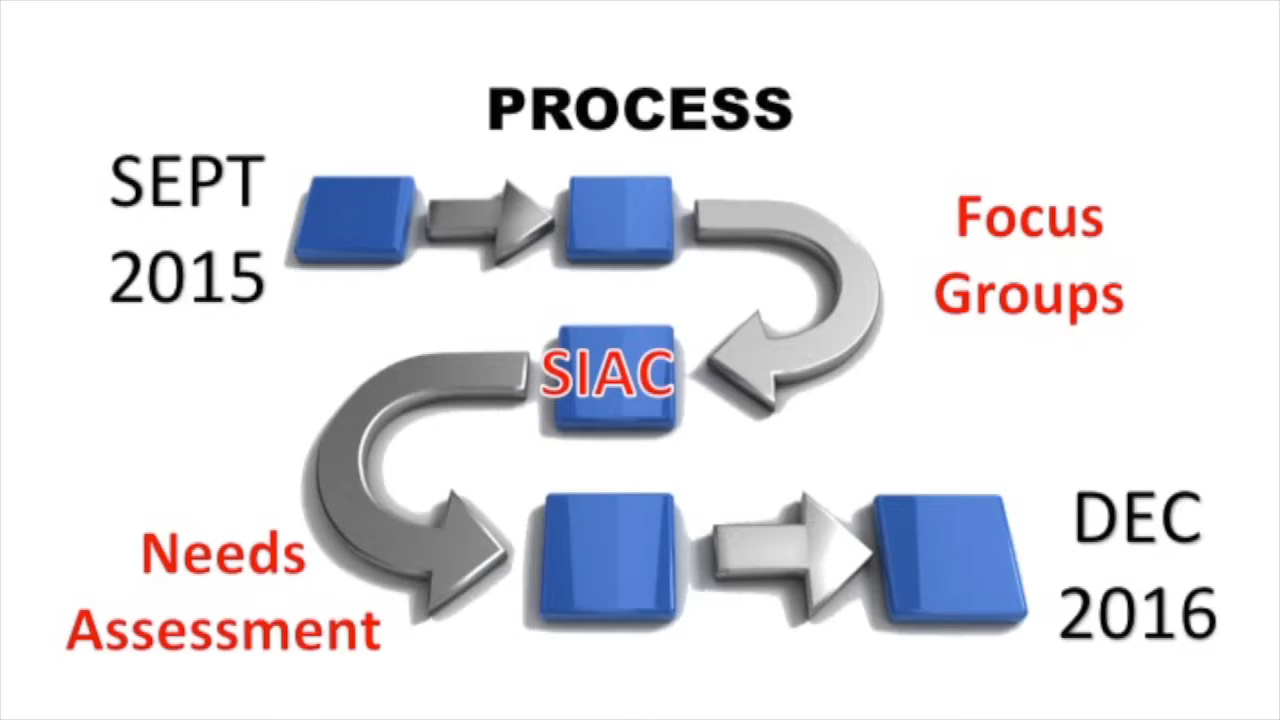 PROCESS
SEPT
2015
Focus
Groups
SIAC
Needs
Assessment
DEC
2016